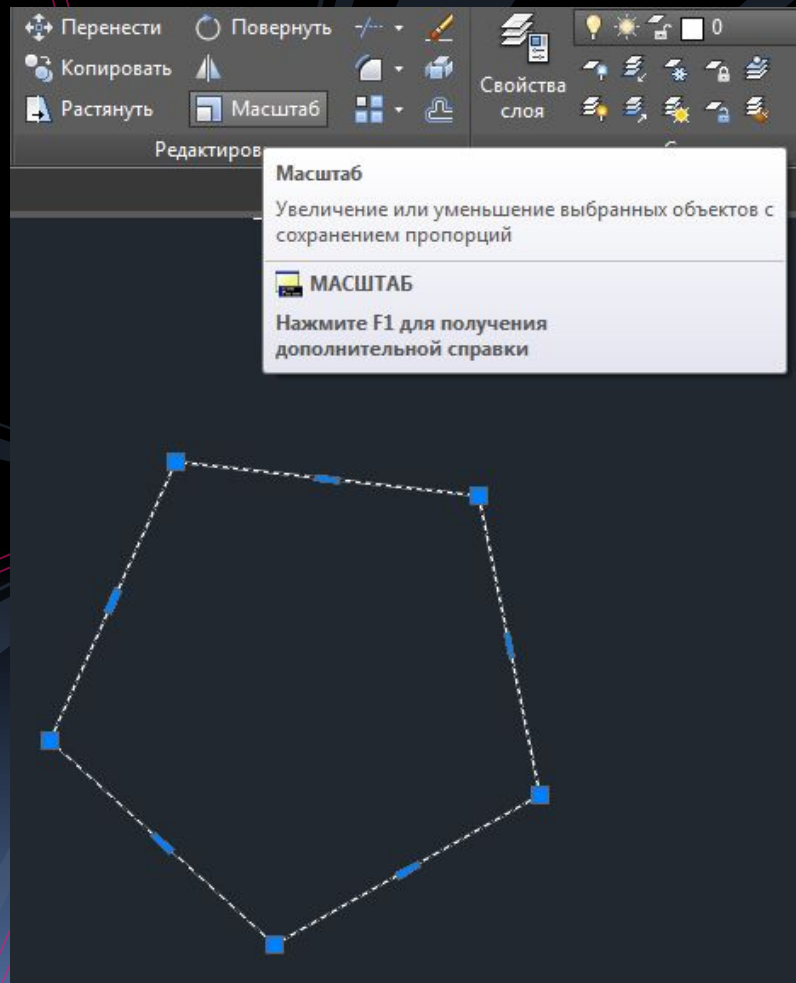 Перенести Повернуть 0
Копировать
Свойства
слоя
Растянуть Масштаб
Редактиров
Масштаб
Увеличение или уменьшение выбранных объектов с
сохранением пропорций
МАСШТАБ
Нажмите F1 для получения
дополнительной справки